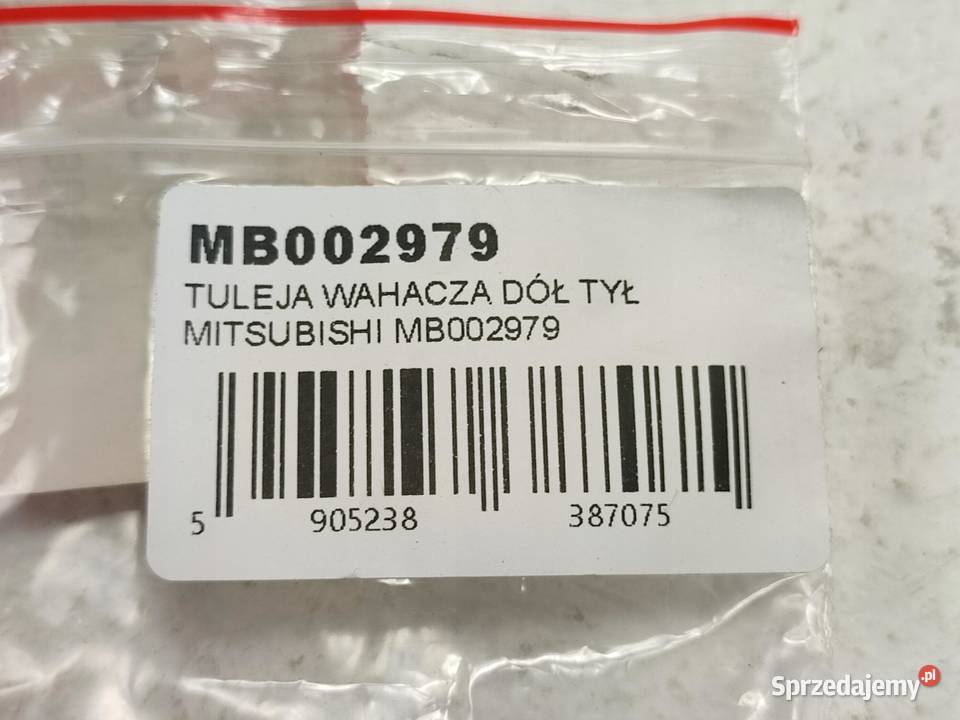 MB002979
TULEJA WAHACZA DÓŁ TYŁ
MITSUBISHI MB002979
5 905238 387075
Sprzedajemy.pl